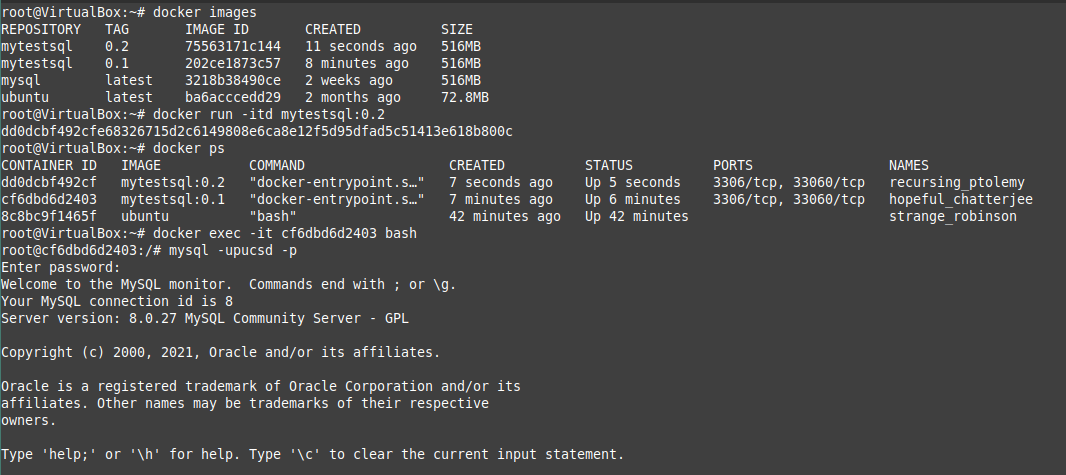 root@VirtualBox:~# docker images
REPOSITORY   TAG       IMAGE ID       CREATED          SIZE
mytestsql    0.2       75563171c144   11 seconds ago   516MB
mytestsql    0.1       202ce1873c57   8 minutes ago    516MB
mysql        latest    3218b38490ce   2 weeks ago      516MB
ubuntu       latest    ba6acccedd29   2 months ago     72.8MB
root@VirtualBox:~# docker run -itd mytestsql:0.2
dd0dcbf492cfe68326715d2c6149808e6ca8e12f5d95dfad5c51413e618b800c
root@VirtualBox:~# docker ps
CONTAINER ID   IMAGE           COMMAND                  CREATED          STATUS          PORTS                 NAMES
dd0dcbf492cf   mytestsql:0.2   "docker-entrypoint.s…"   7 seconds ago    Up 5 seconds    3306/tcp, 33060/tcp   recursing_ptolemy
cf6dbd6d2403   mytestsql:0.1   "docker-entrypoint.s…"   7 minutes ago    Up 6 minutes    3306/tcp, 33060/tcp   hopeful_chatterjee
8c8bc9f1465f   ubuntu          "bash"                   42 minutes ago   Up 42 minutes                         strange_robinson
root@VirtualBox:~# docker exec -it cf6dbd6d2403 bash
root@cf6dbd6d2403:/# mysql -upucsd -p
Enter password:
Welcome to the MySQL monitor.  Commands end with ; or \g.
Your MySQL connection id is 8
Server version: 8.0.27 MySQL Community Server - GPL

Copyright (c) 2000, 2021, Oracle and/or its affiliates.

Oracle is a registered trademark of Oracle Corporation and/or its
affiliates. Other names may be trademarks of their respective
owners.

Type 'help;' or '\h' for help. Type '\c' to clear the current input statement.